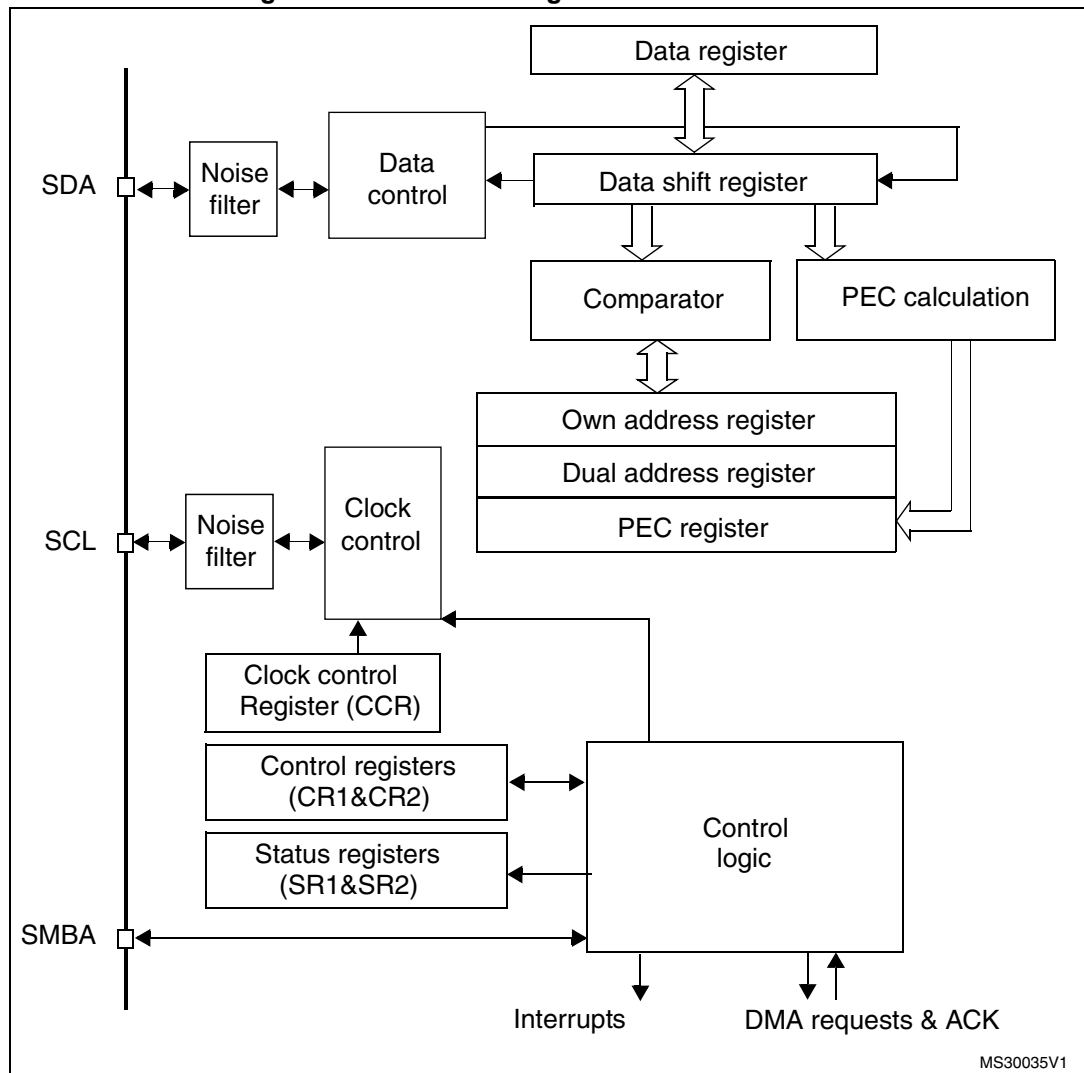 Data register
Data
control
Noise
filter
SDA
Data shift register
Comparator
PEC calculation
Own address register
Dual address register
PEC register
Clock
control
Noise
filter
SCL
Clock control
Register (CCR)
Control registers
(CR1&CR2)
Status registers
(SR1&SR2)
Control
logic
SMBA
Interrupts
DMA requests & ACK
MS30035V1